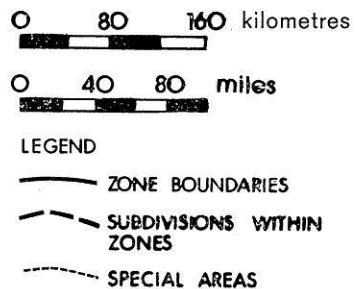 0 80 160 kilometres
0 40 80 miles
LEGEND
ZONE BOUNDARIES
SUBDIVISIONS WITHIN
ZONES
SPECIAL AREAS